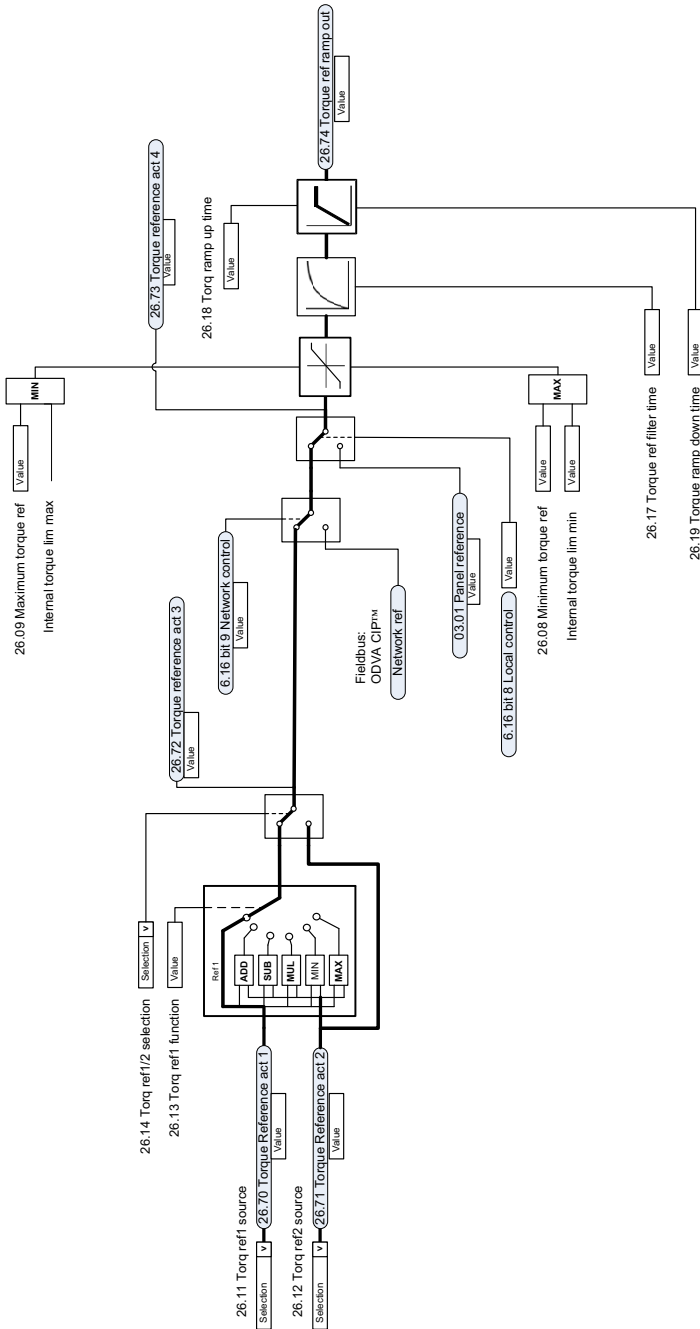 26.11 Torq ref1 source
Selection v
26.70 Torque Reference act 1
Value
26.12 Torq ref2 source
Selection v
26.71 Torque Reference act 2
Value
26.14 Torq ref1/2 selection
Selection v
26.13 Torq ref1 function
Value
Ref 1
ADD
SUB
MUL
MIN
MAX
26.72 Torque reference act 3
Value
6.16 bit 9 Network control
Value
Fieldbus:
ODVA CIP™
Network ref
03.01 Panel reference
Value
6.16 bit 8 Local control
Value
26.09 Maximum torque ref
Value
Internal torque lim max
MIN
26.73 Torque reference act 4
Value
26.08 Minimum torque ref
Value
Internal torque lim min
Value
MAX
26.18 Torq ramp up time
Value
26.17 Torque ref filter time
Value
26.19 Torque ramp down time
Value
26.74 Torque ref ramp out
Value